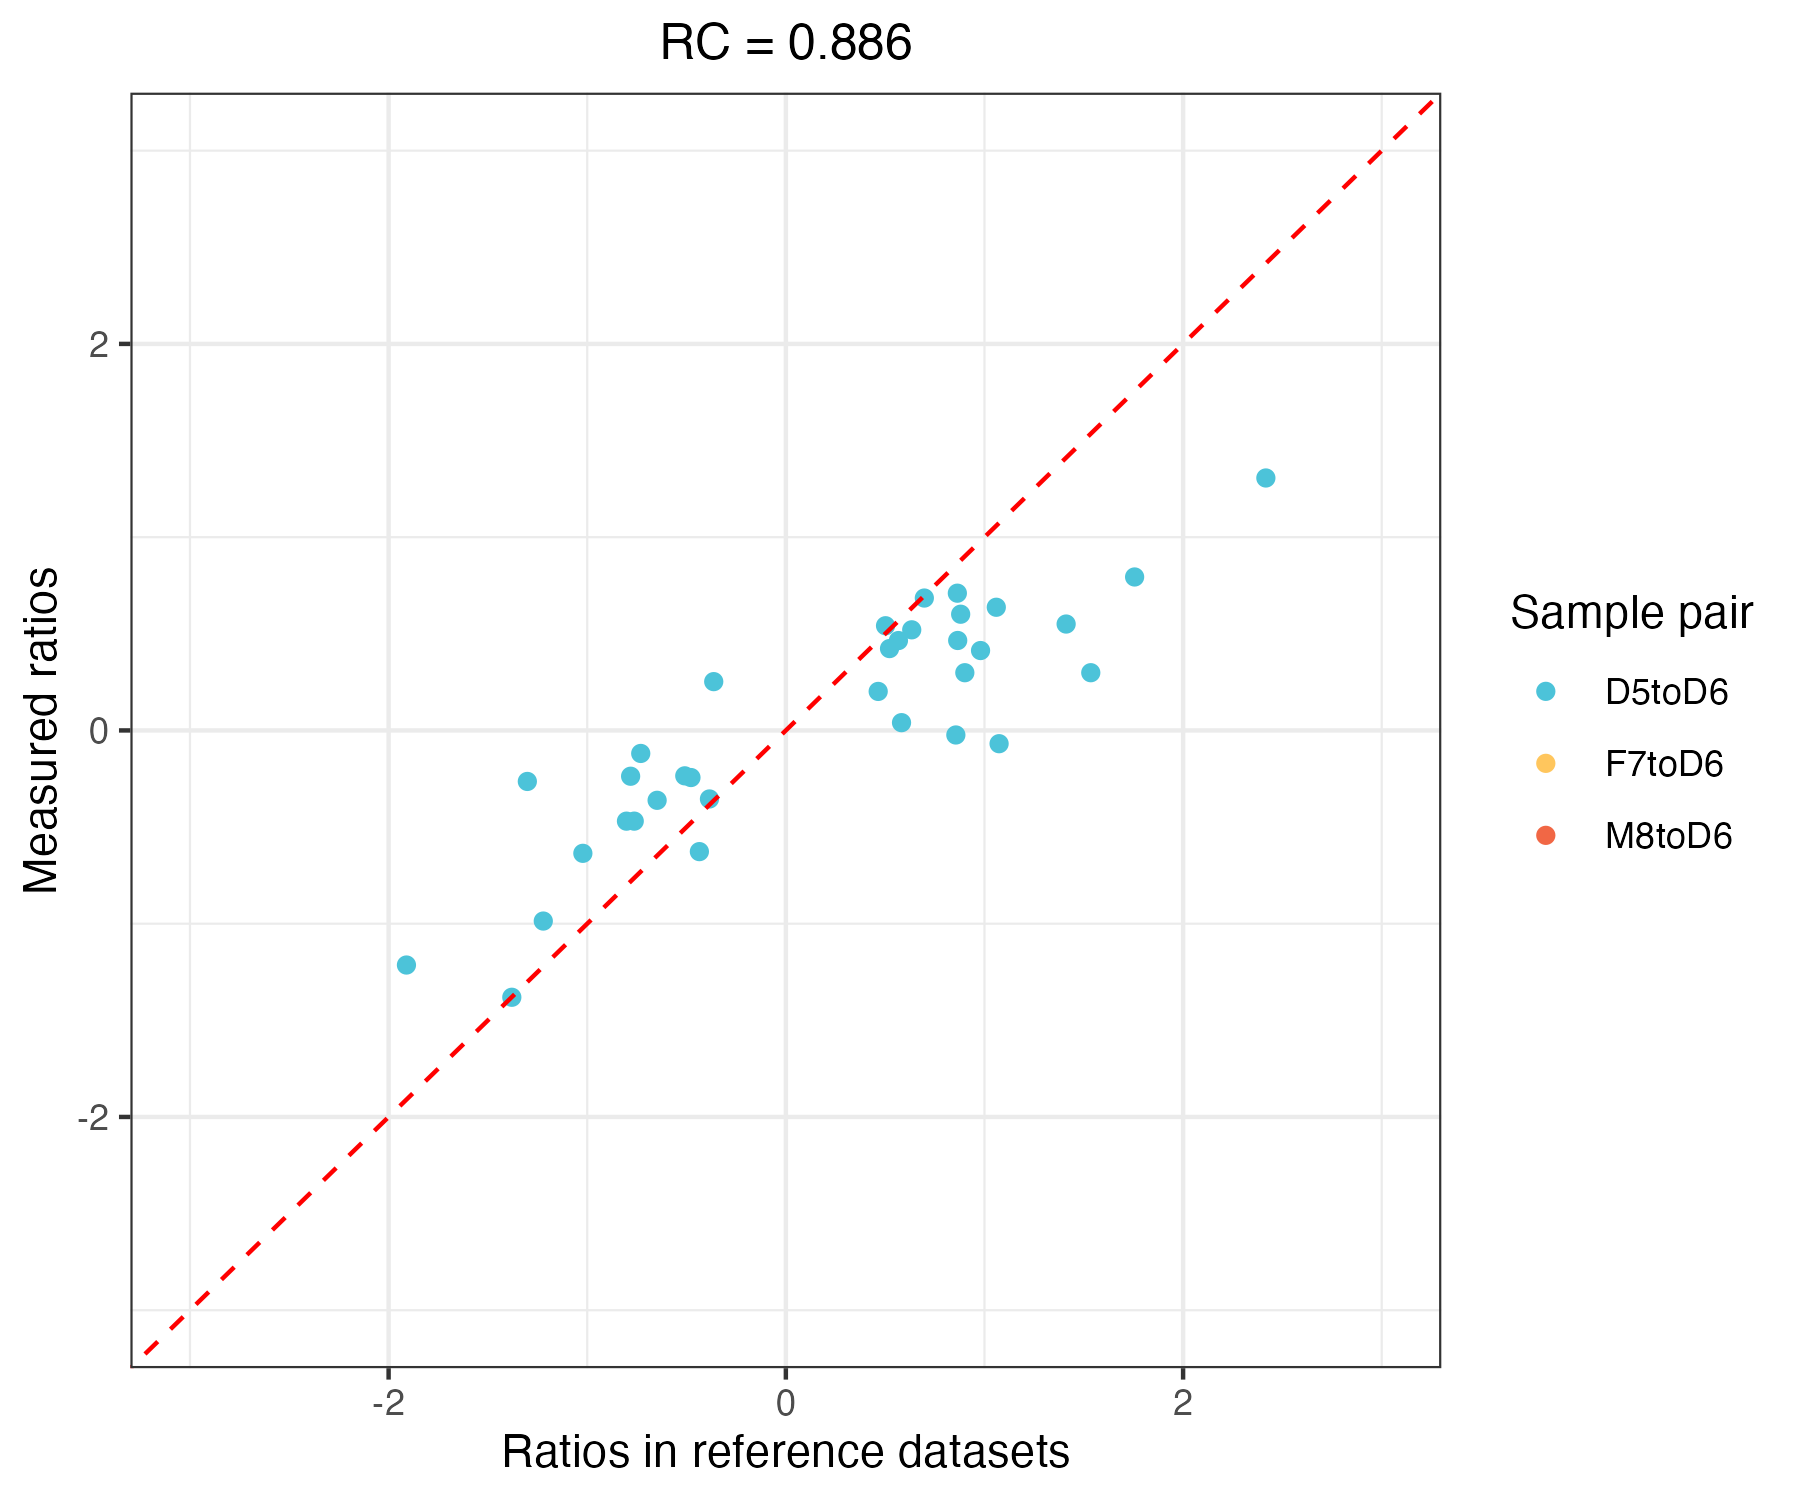 RC = 0.886
Measured ratios
2
0
-2
-2
0
2
Ratios in reference datasets
Sample pair
D5toD6
F7toD6
M8toD6